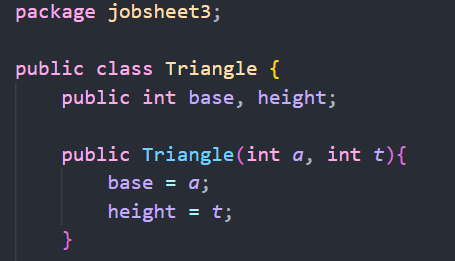 package jobsheet3;
public class Triangle {
public int base, height;
public Triangle(int a, int t){
base = a;
height = t;
}